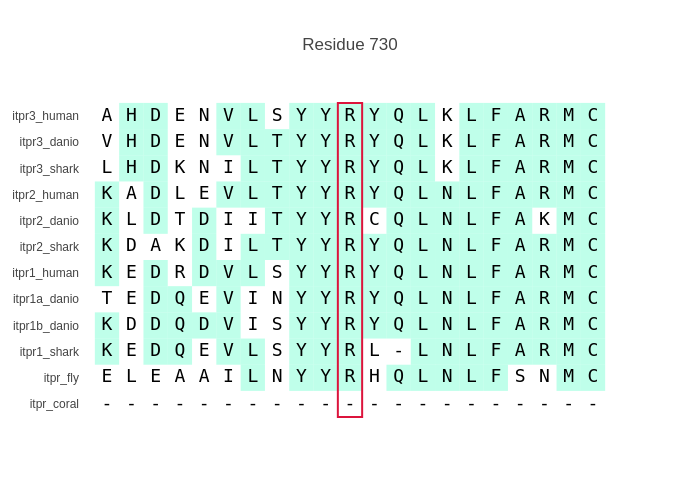 Residue 730
itpr3_human A H D E N V L S Y Y R Y Q L K L F A R M C
itpr3_danio V H D E N V L T Y Y R Y Q L K L F A R M C
itpr3_shark L H D K N I L T Y Y R Y Q L K L F A R M C
itpr2_human K A D L E V L T Y Y R Y Q L N L F A R M C
itpr2_danio K L D T D I I T Y Y R C Q L N L F A K M C
itpr2_shark K D A K D I L T Y Y R Y Q L N L F A R M C
itpr1_human K E D R D V L S Y Y R Y Q L N L F A R M C
itpr1a_danio T E D Q E V I N Y Y R Y Q L N L F A R M C
itpr1b_danio K D D Q D V I S Y Y R Y Q L N L F A R M C
itpr1_shark K E D Q E V L S Y Y R L - L N L F A R M C
itpr_fly E L E A A I L N Y Y R H Q L N L F S N M C
itpr_coral - - - - - - - - - - - - - - - - - - - - -